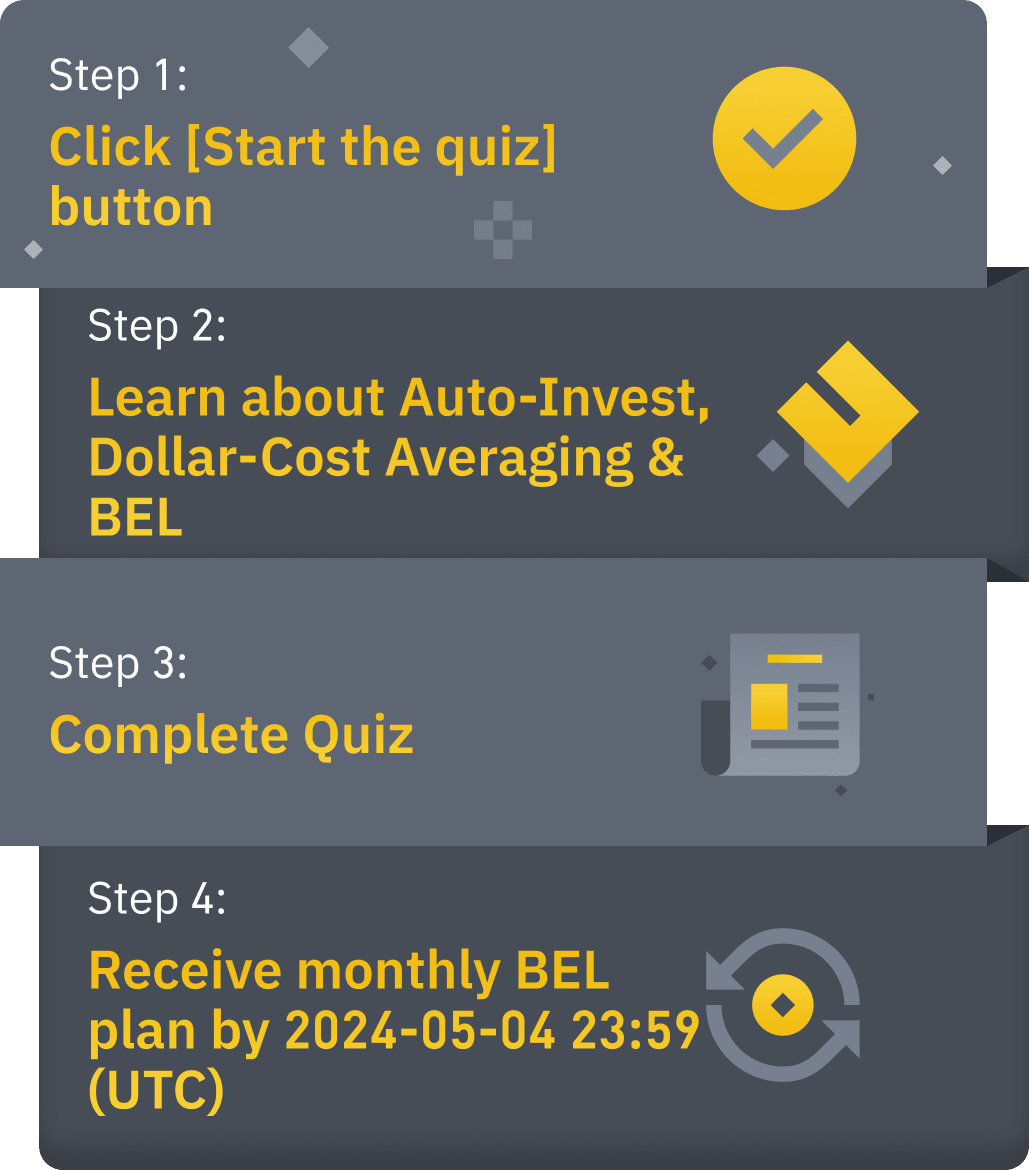 Step 1:
Click [Start the quiz]
button
Step 2:
Learn about Auto-Invest,
Dollar-Cost Averaging &
BEL
Step 3:
Complete Quiz
Step 4:
Receive monthly BEL
plan by 2024-05-04 23:59
(UTC)